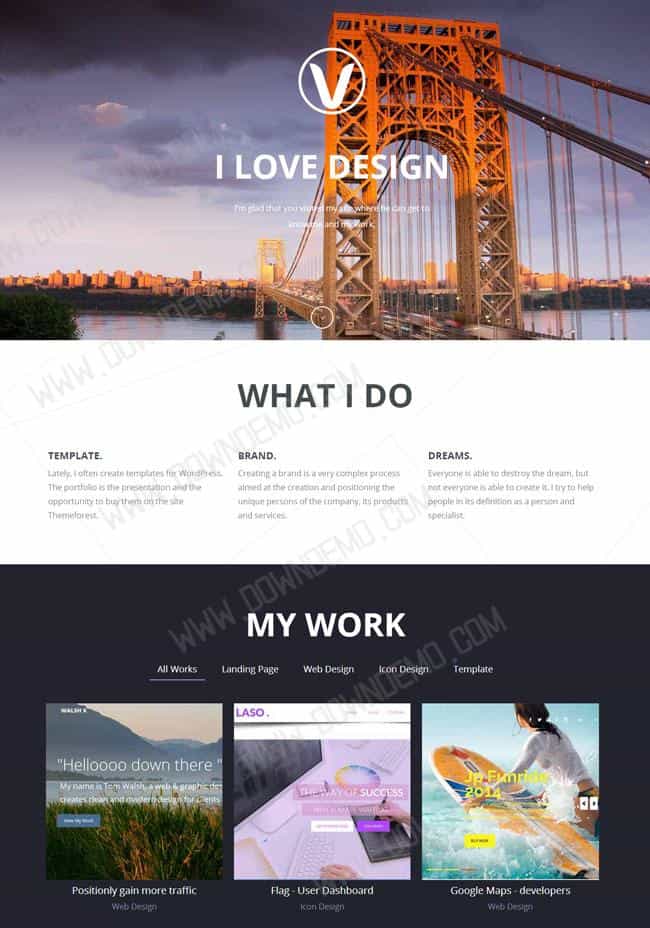 V
I LOVE DESIGN
I'm glad that you visited my site where he can get to
know me and my work.
WHAT I DO
TEMPLATE.
Lately, I often create templates for WordPress.
The portfolio is the presentation and the
opportunity to buy them on the site
Themeforest.
BRAND.
Creating a brand is a very complex process
aimed at the creation and positioning the
unique persons of the company, its products
and services.
DREAMS.
Everyone is able to destroy the dream, but
not everyone is able to create it. I try to help
people in its definition as a person and
specialist.
WWW.DOWNDEMO.COM
MY WORK
All Works
Landing Page
Web Design
Icon Design
Template
WALSH
"Helloooo down there "
My name is Tom Walsh, a web & graphic de
creates clean and modern design for clients
View My Work
Positionly gain more traffic
Web Design
LASO .
THE WAY OF SUCCESS
Flag - User Dashboard
Icon Design
Jp Funride
2014
BUY NOW
Google Maps - developers
Web Design